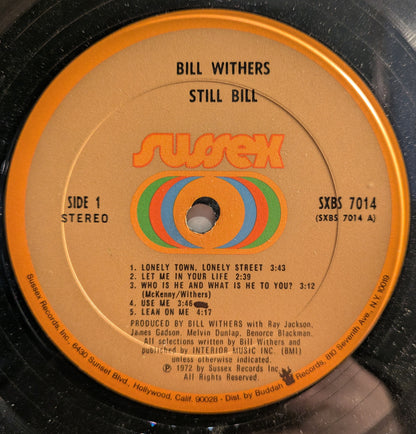 BILL WITHERS
STILL BILL
sussex
SIDE 1
STEREO
SXBS 7014
(SXBS 7014 A)
1. LONELY TOWN, LONELY STREET 3:43
2. LET ME IN YOUR LIFE 2:39
3. WHO IS HE AND WHAT IS HE TO YOU? 3:12
(McKenny/Withers)
4. USE ME 3:46
5. LEAN ON ME 4:17
PRODUCED BY BILL WITHERS with Ray Jackson,
James Gadson, Melvin Dunlap, Benorce Blackman.
All selections written by Bill Withers and
published by INTERIOR MUSIC INC. (BMI)
unless otherwise indicated.
℗ 1972 by Sussex Records Inc.
All Rights Reserved.
Sussex Records, Inc. 6430 Sunset Blvd., Hollywood, Calif. 90028 - Dist. by Buddah Records, 810 Seventh Ave., N.Y. 10019